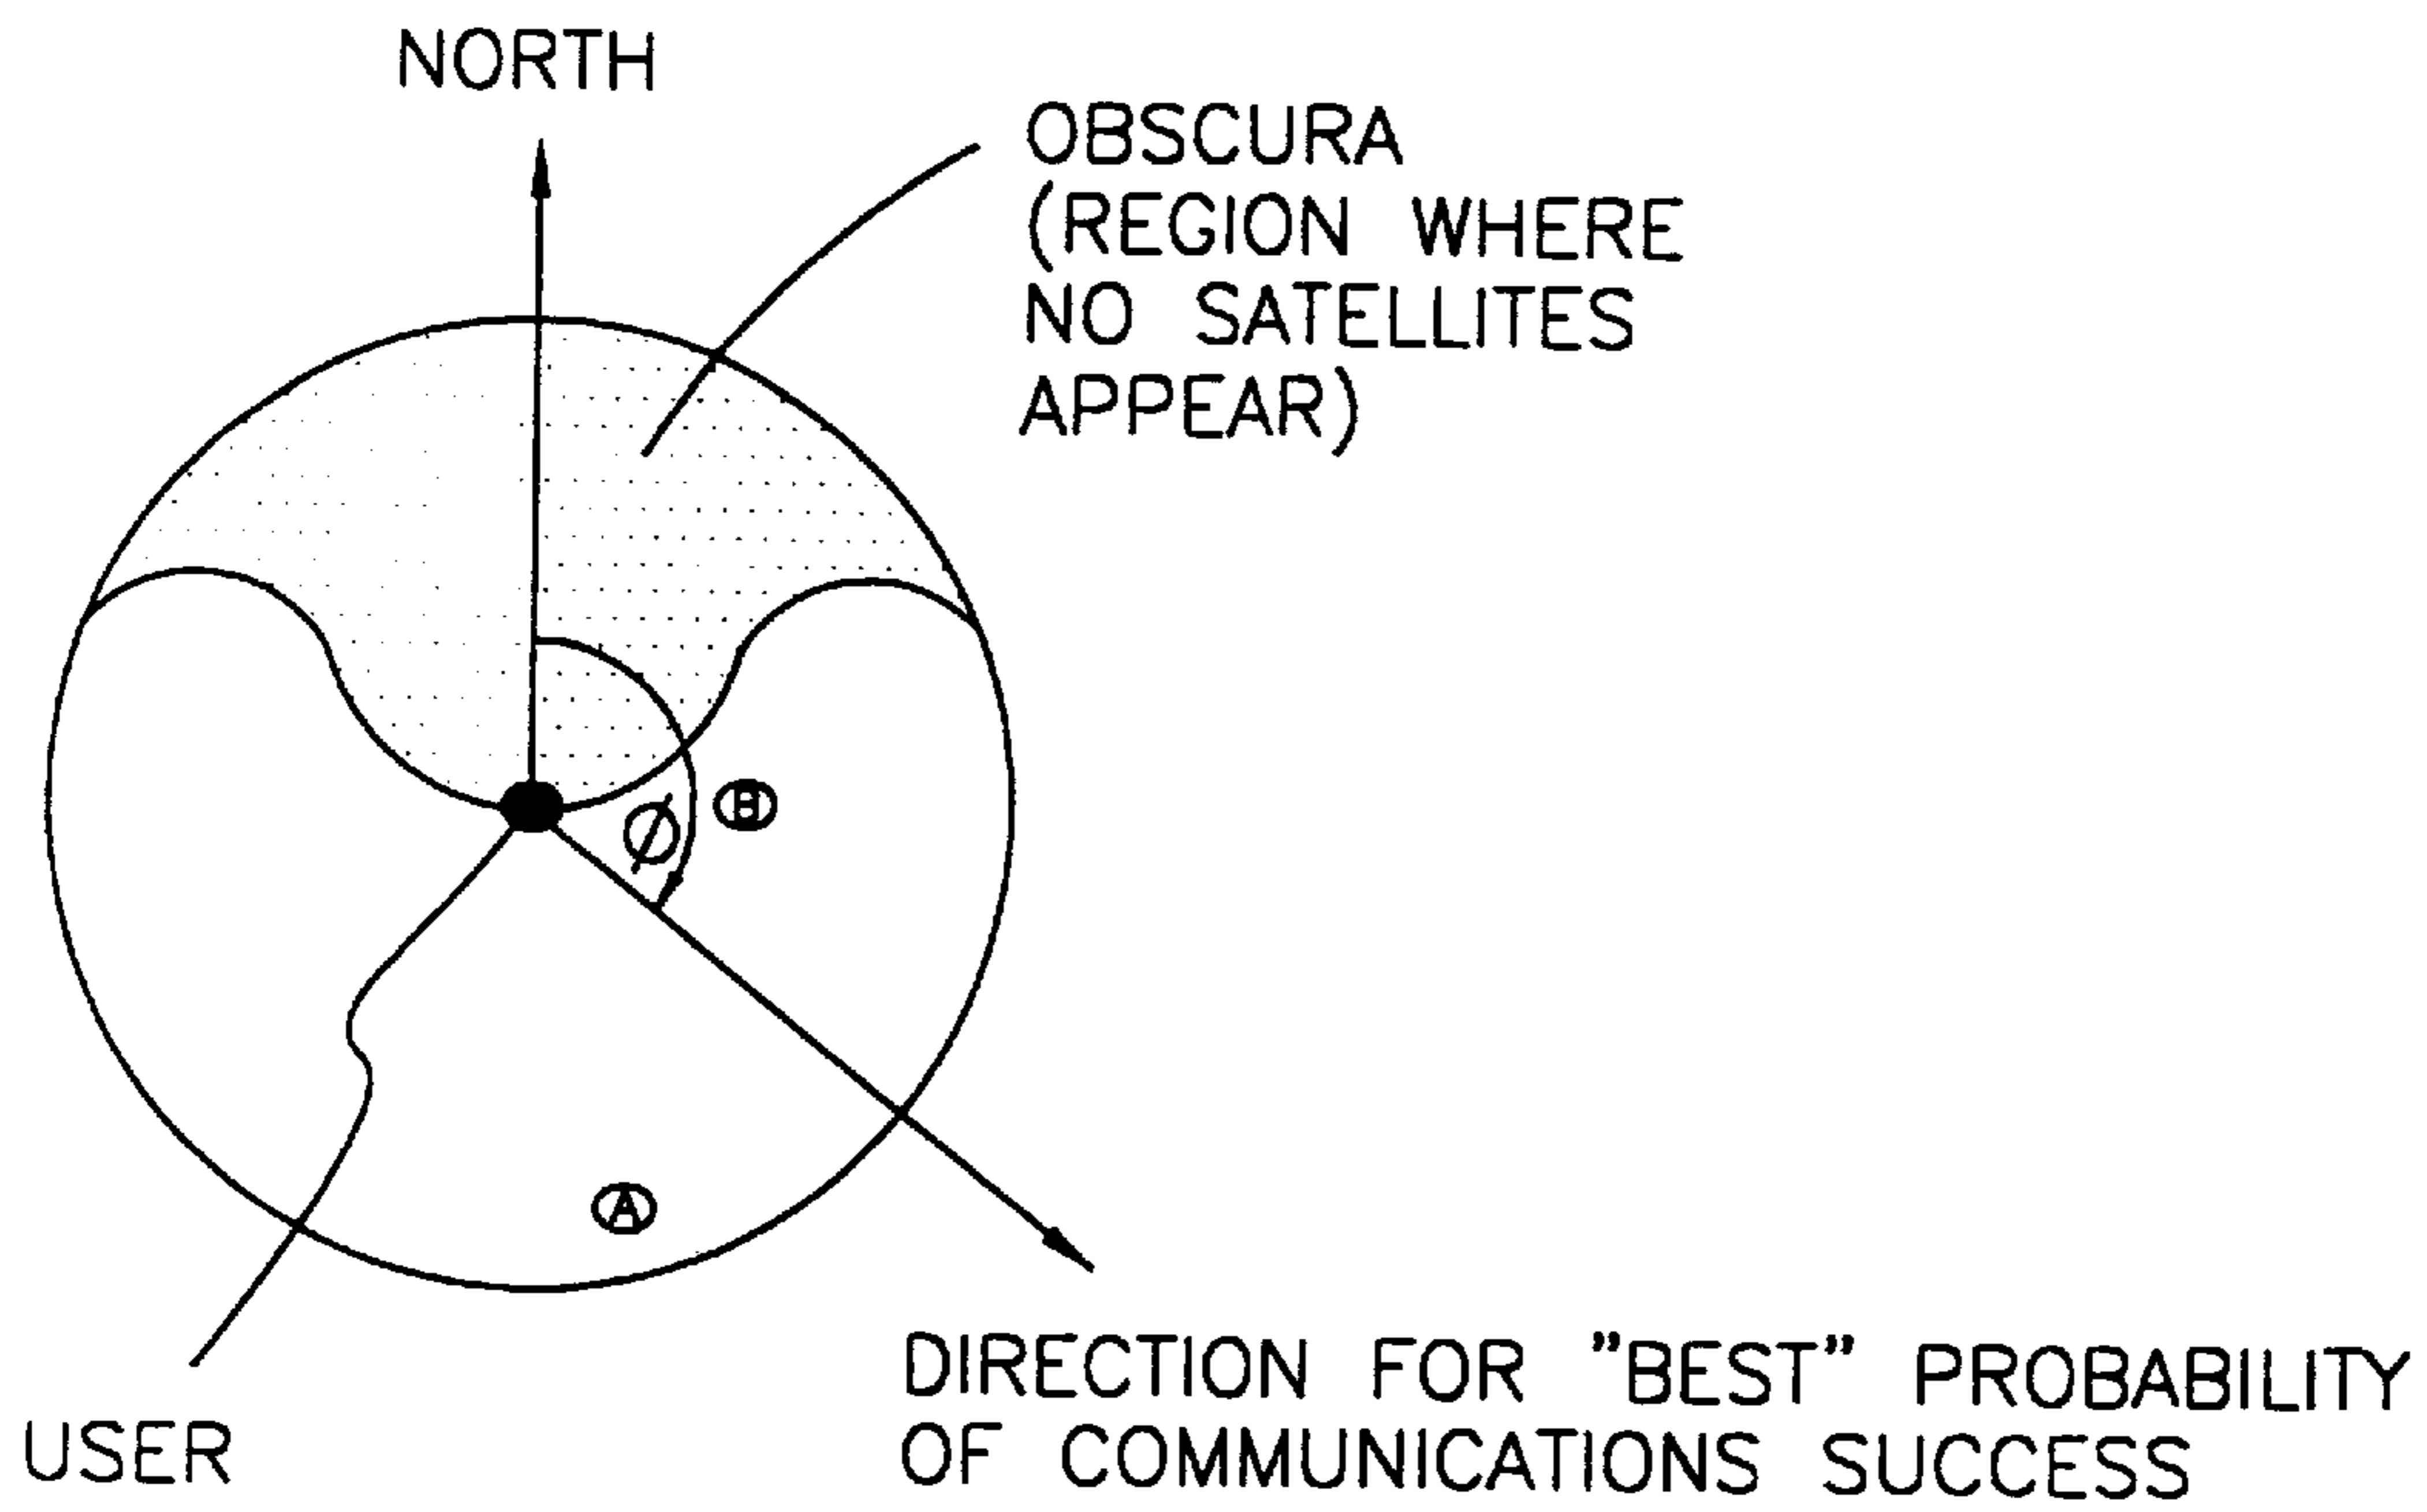 NORTH
OBSCURA
(REGION WHERE
NO SATELLITES
APPEAR)
B
Ø
A
DIRECTION FOR ”BEST” PROBABILITY
OF COMMUNICATIONS SUCCESS
USER